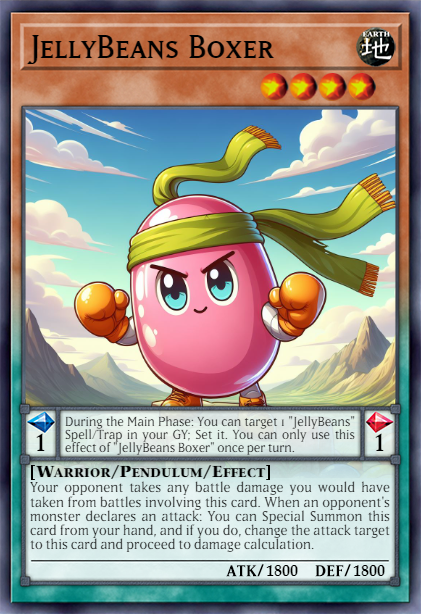 JellyBeans Boxer
EARTH
地
During the Main Phase: You can target 1 "JellyBeans"
Spell/Trap in your GY; Set it. You can only use this
effect of "JellyBeans Boxer" once per turn.
1
1
[Warrior/Pendulum/Effect]
Your opponent takes any battle damage you would have
taken from battles involving this card. When an opponent's
monster declares an attack: You can Special Summon this
card from your hand, and if you do, change the attack target
to this card and proceed to damage calculation.
ATK/1800 DEF/1800